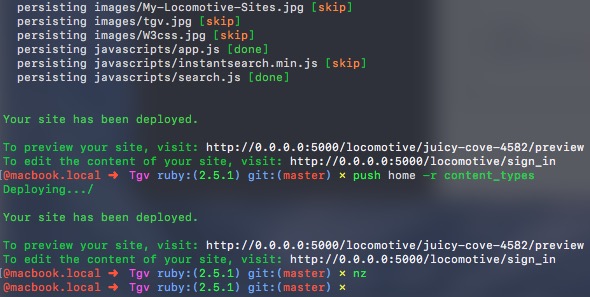 persisting images/My-Locomotive-Sites.jpg [skip]
persisting images/tgv.jpg [skip]
persisting images/W3css.jpg [skip]
persisting javascripts/app.js [done]
persisting javascripts/instantsearch.min.js [skip]
persisting javascripts/search.js [done]
Your site has been deployed.
To preview your site, visit: http://0.0.0.0:5000/locomotive/juicy-cove-4582/preview
To edit the content of your site, visit: http://0.0.0.0:5000/locomotive/sign_in
[@macbook.local ➜ Tgv ruby:(2.5.1) git:(master) × push home -r content_types
Deploying.../
Your site has been deployed.
To preview your site, visit: http://0.0.0.0:5000/locomotive/juicy-cove-4582/preview
To edit the content of your site, visit: http://0.0.0.0:5000/locomotive/sign_in
[@macbook.local ➜ Tgv ruby:(2.5.1) git:(master) × nz
@macbook.local ➜ Tgv ruby:(2.5.1) git:(master) ×